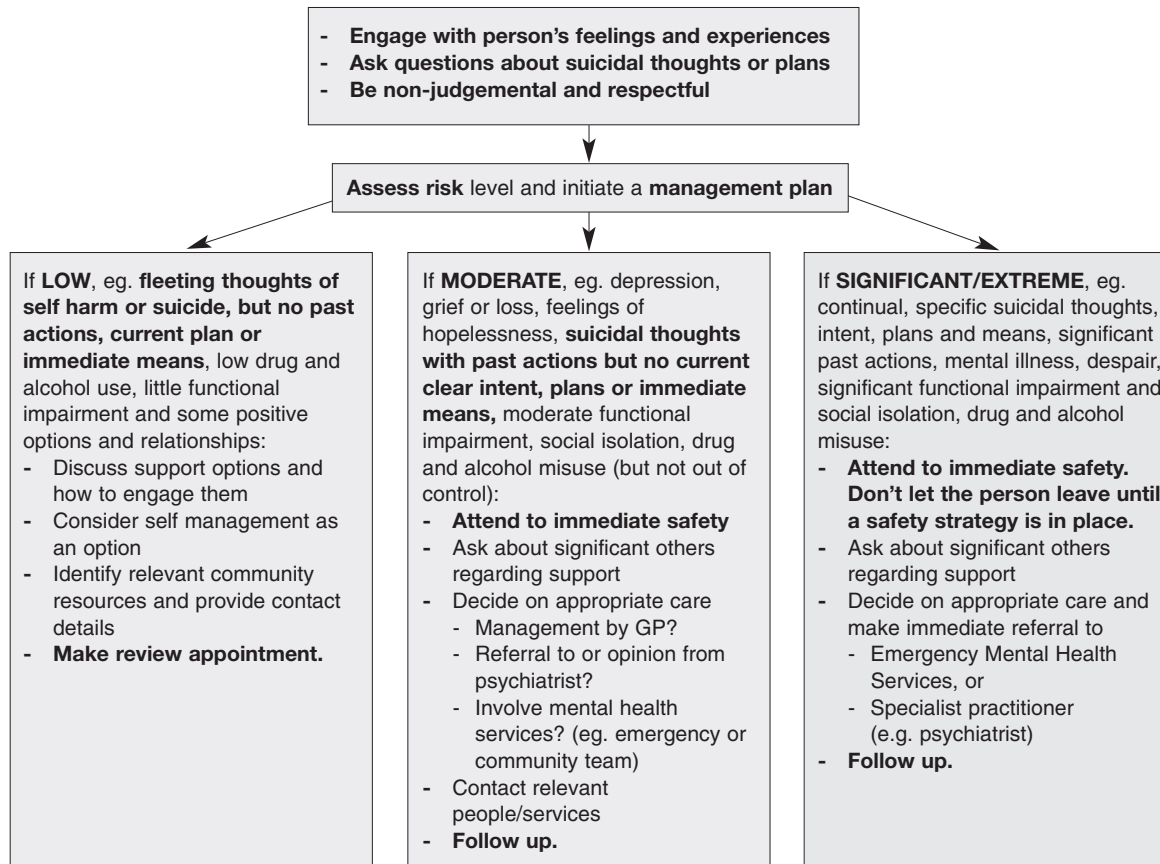 - Engage with person's feelings and experiences
- Ask questions about suicidal thoughts or plans
- Be non-judgemental and respectful
Assess risk level and initiate a management plan
If LOW, eg. fleeting thoughts of
self harm or suicide, but no past
actions, current plan or
immediate means, low drug and
alcohol use, little functional
impairment and some positive
options and relationships:
- Discuss support options and
how to engage them
- Consider self management as
an option
- Identify relevant community
resources and provide contact
details
- Make review appointment.
If MODERATE, eg. depression,
grief or loss, feelings of
hopelessness, suicidal thoughts
with past actions but no current
clear intent, plans or immediate
means, moderate functional
impairment, social isolation, drug
and alcohol misuse (but not out of
control):
- Attend to immediate safety
- Ask about significant others
regarding support
- Decide on appropriate care
- Management by GP?
- Referral to or opinion from
psychiatrist?
- Involve mental health
services? (eg. emergency or
community team)
- Contact relevant
people/services
- Follow up.
If SIGNIFICANT/EXTREME, eg.
continual, specific suicidal thoughts,
intent, plans and means, significant
past actions, mental illness, despair,
significant functional impairment and
social isolation, drug and alcohol
misuse:
- Attend to immediate safety.
Don't let the person leave until
a safety strategy is in place.
- Ask about significant others
regarding support
- Decide on appropriate care and
make immediate referral to
- Emergency Mental Health
Services, or
- Specialist practitioner
(e.g. psychiatrist)
- Follow up.